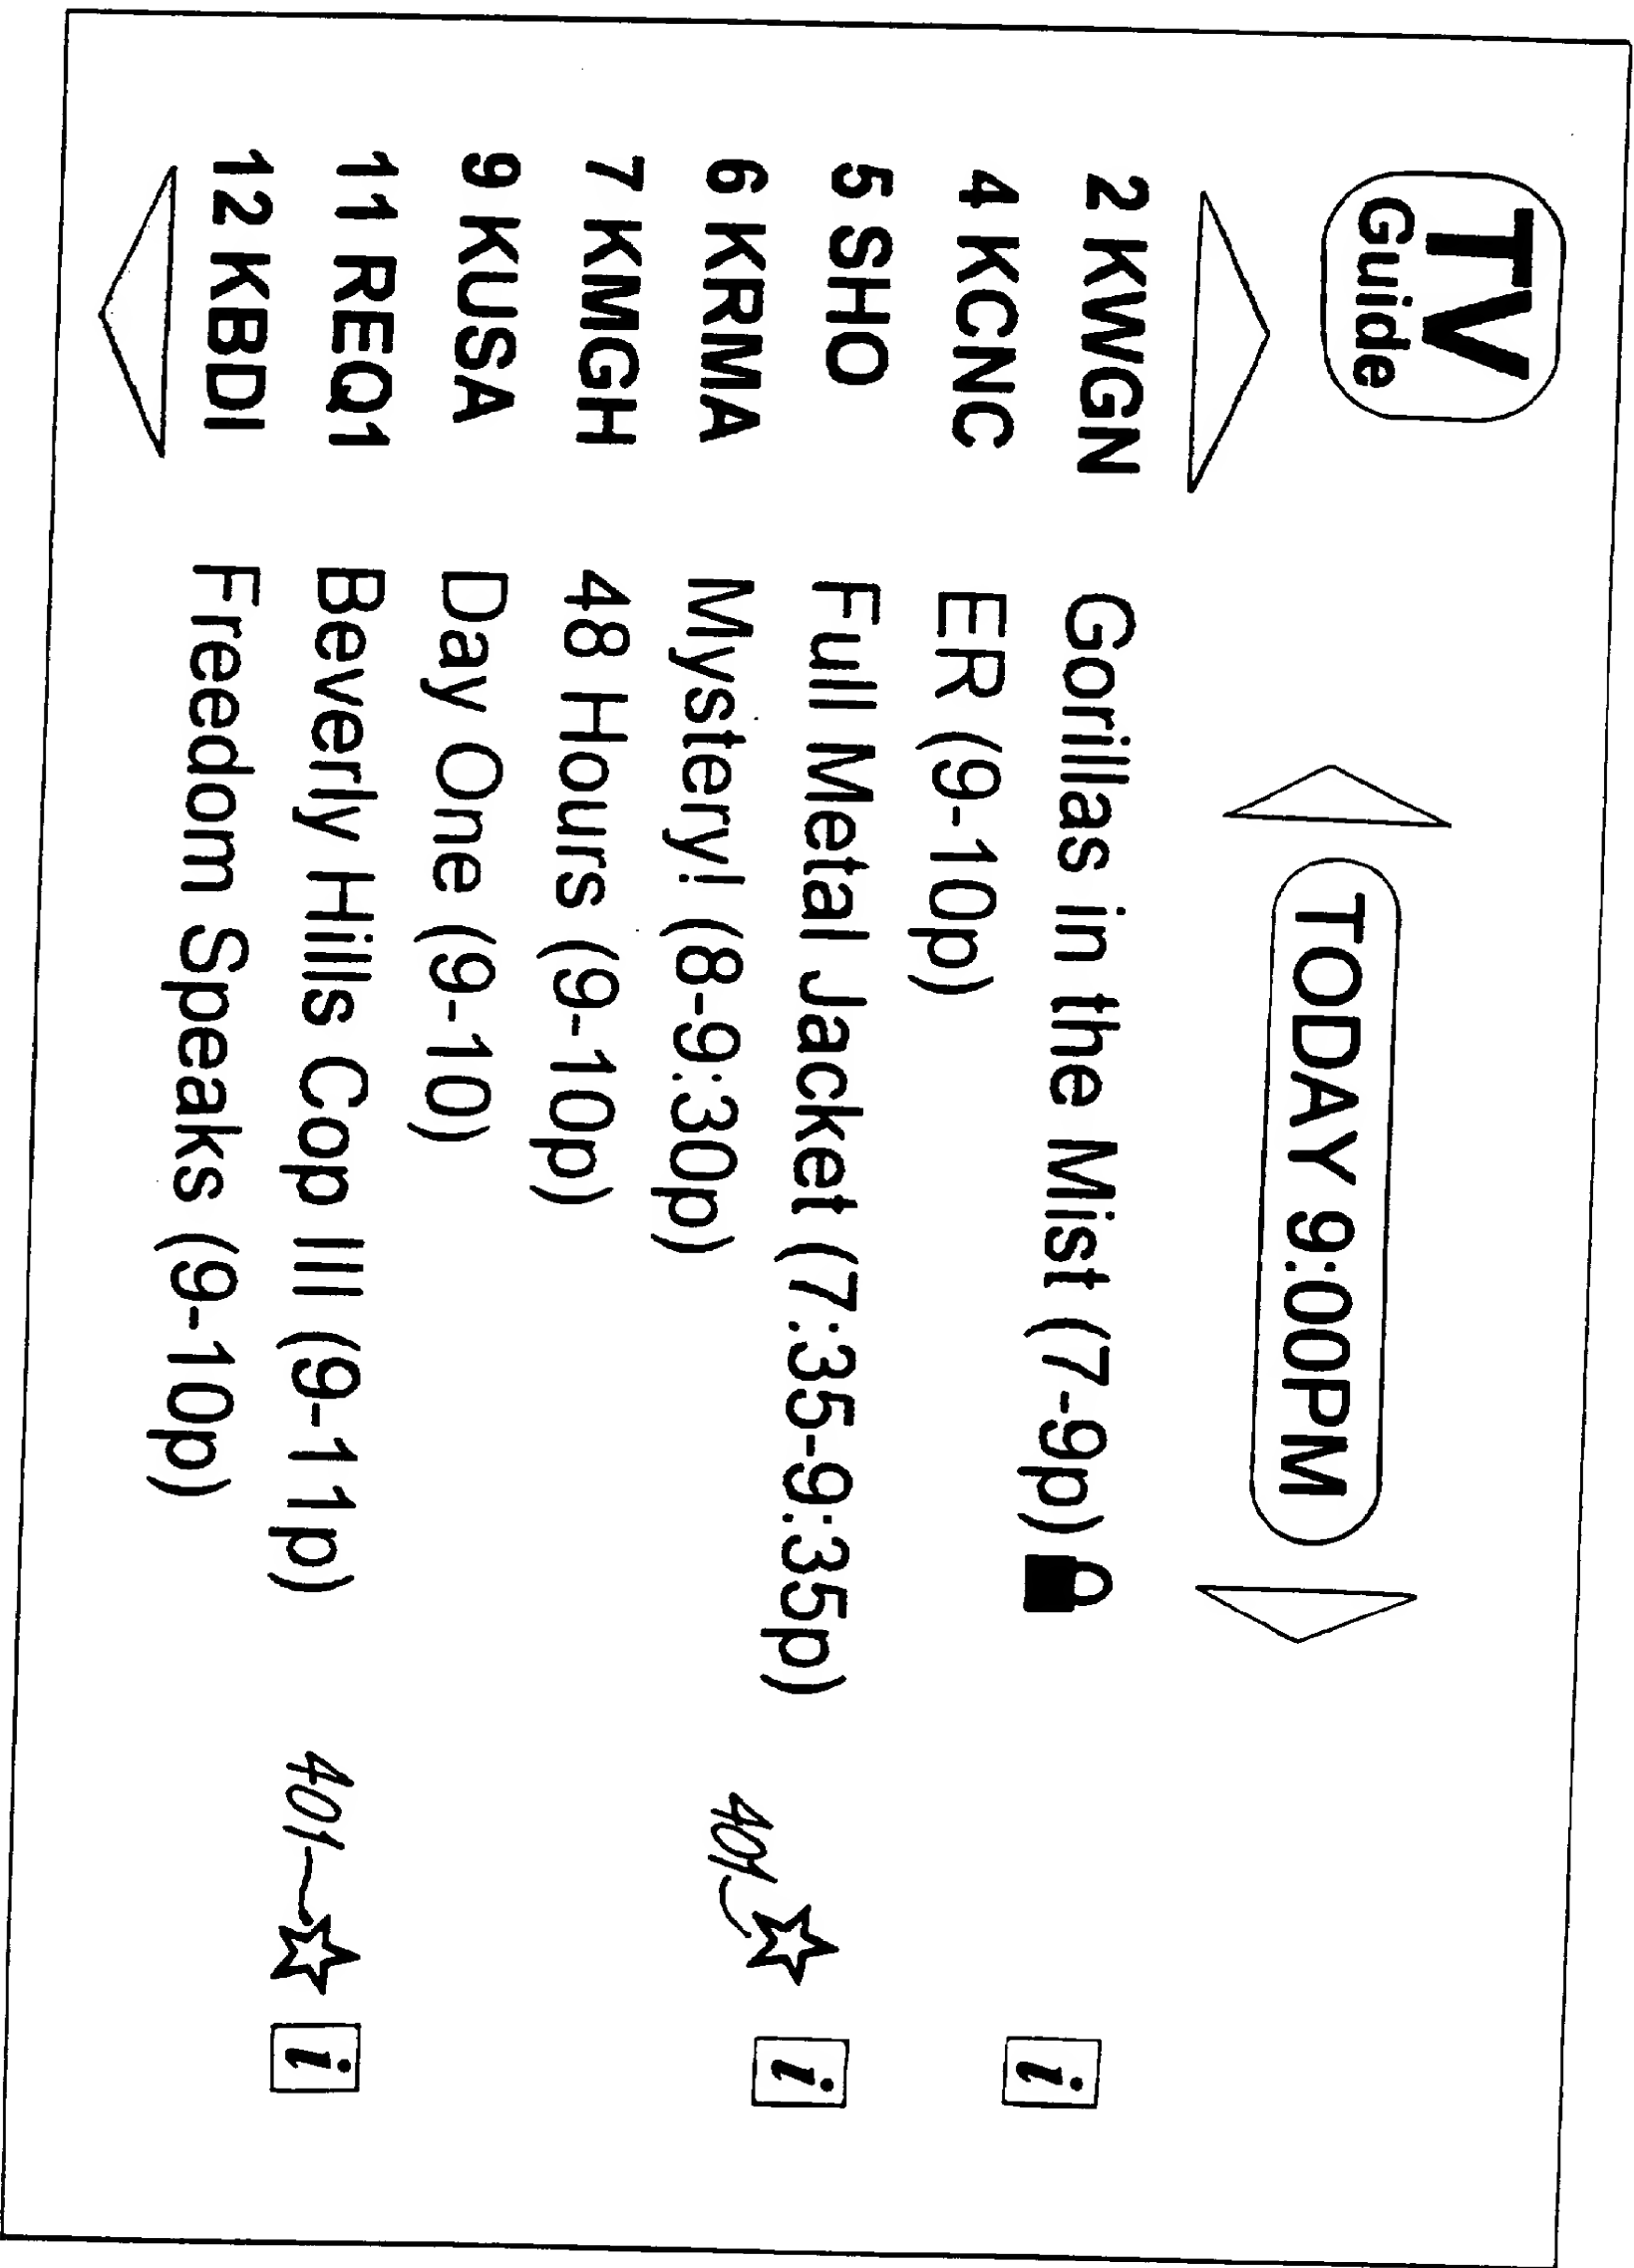 TV
Guide
TODAY 9:00PM
2 KWGN Gorillas in the Mist (7-9p) i
4 KCNC ER (9-10p)
5 SHO Full Metal Jacket (7:35-9:35p) 401 i
6 KRMA Mystery! (8-9:30p)
7 KMGH 48 Hours (9-10p)
9 KUSA Day One (9-10)
11 REQ1 Beverly Hills Cop III (9-11p) 401 i
12 KBDI Freedom Speaks (9-10p)